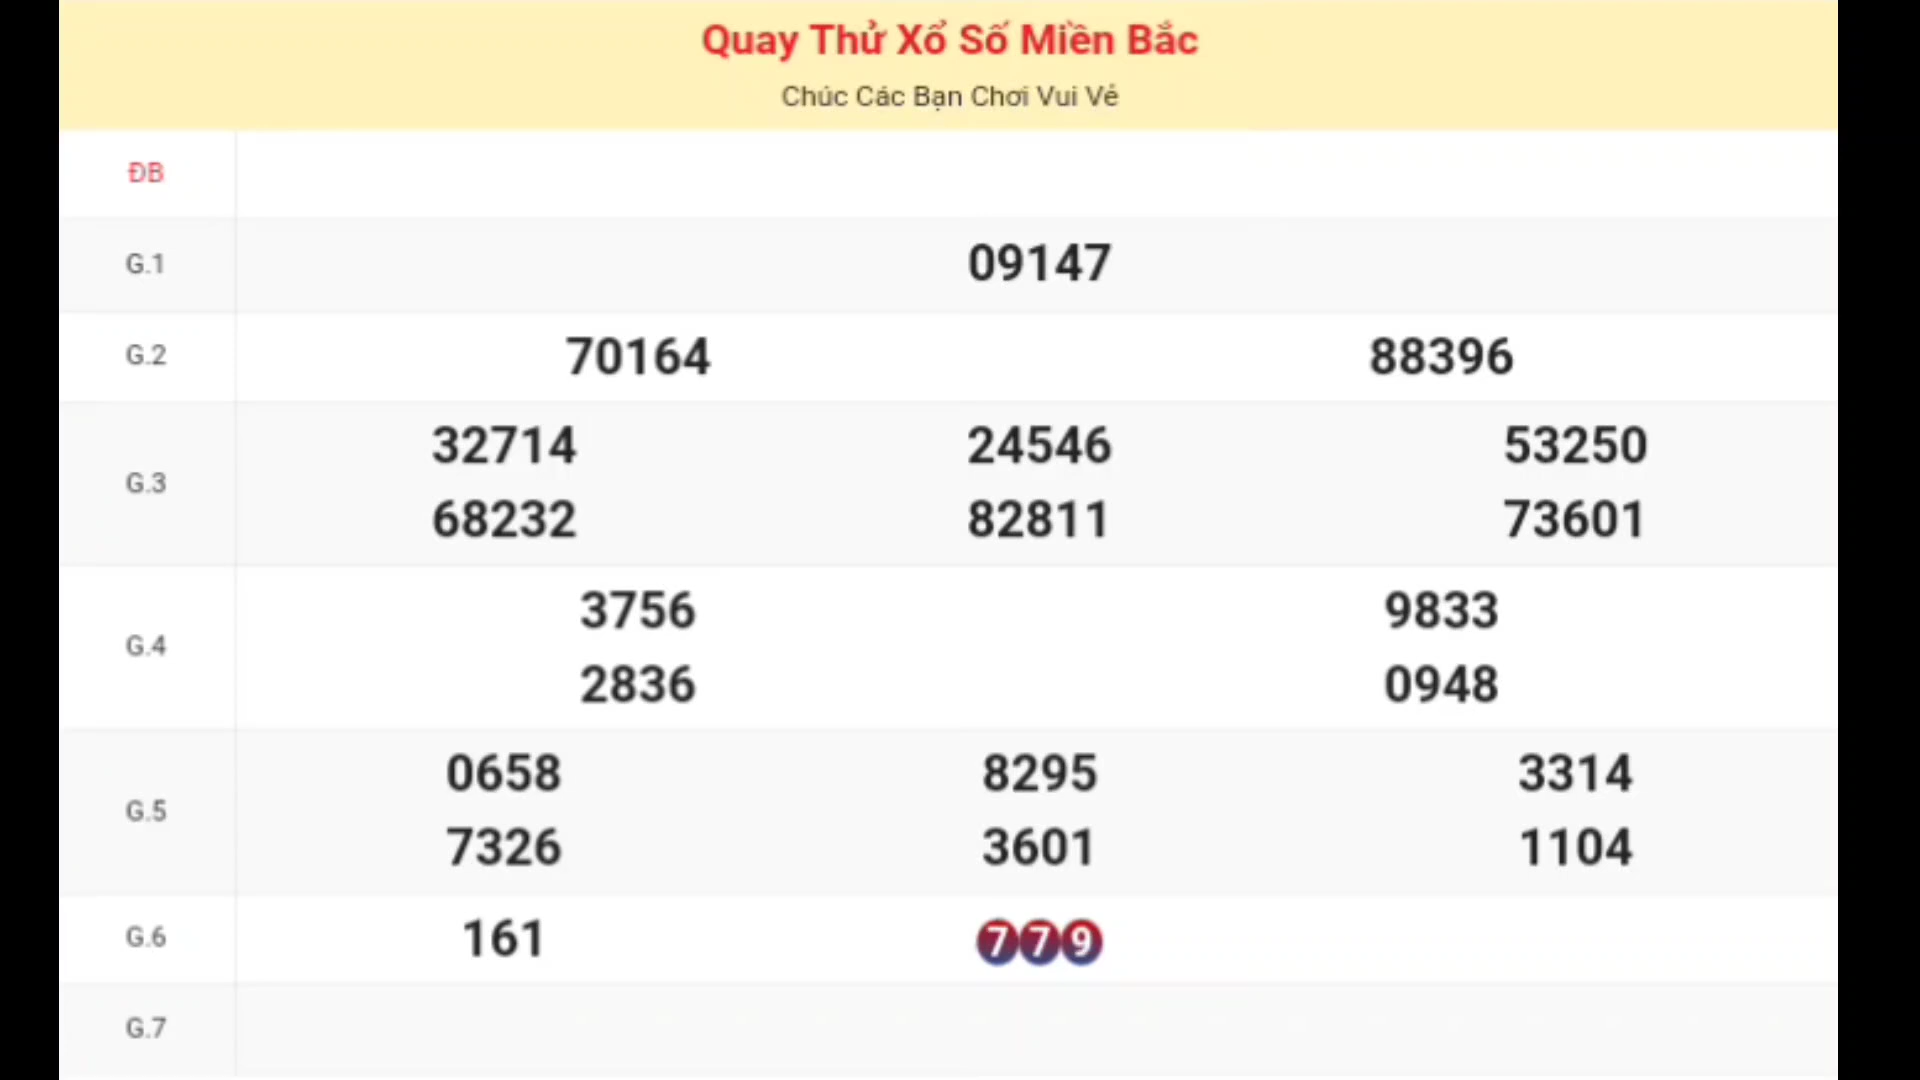 Quay Thử Xổ Số Miền Bắc
Chúc Các Bạn Chơi Vui Vẻ
ĐB
G.1 09147
G.2 70164 88396
G.3 32714 24546 53250
68232 82811 73601
G.4 3756 9833
2836 0948
G.5 0658 8295 3314
7326 3601 1104
G.6 161 779
G.7